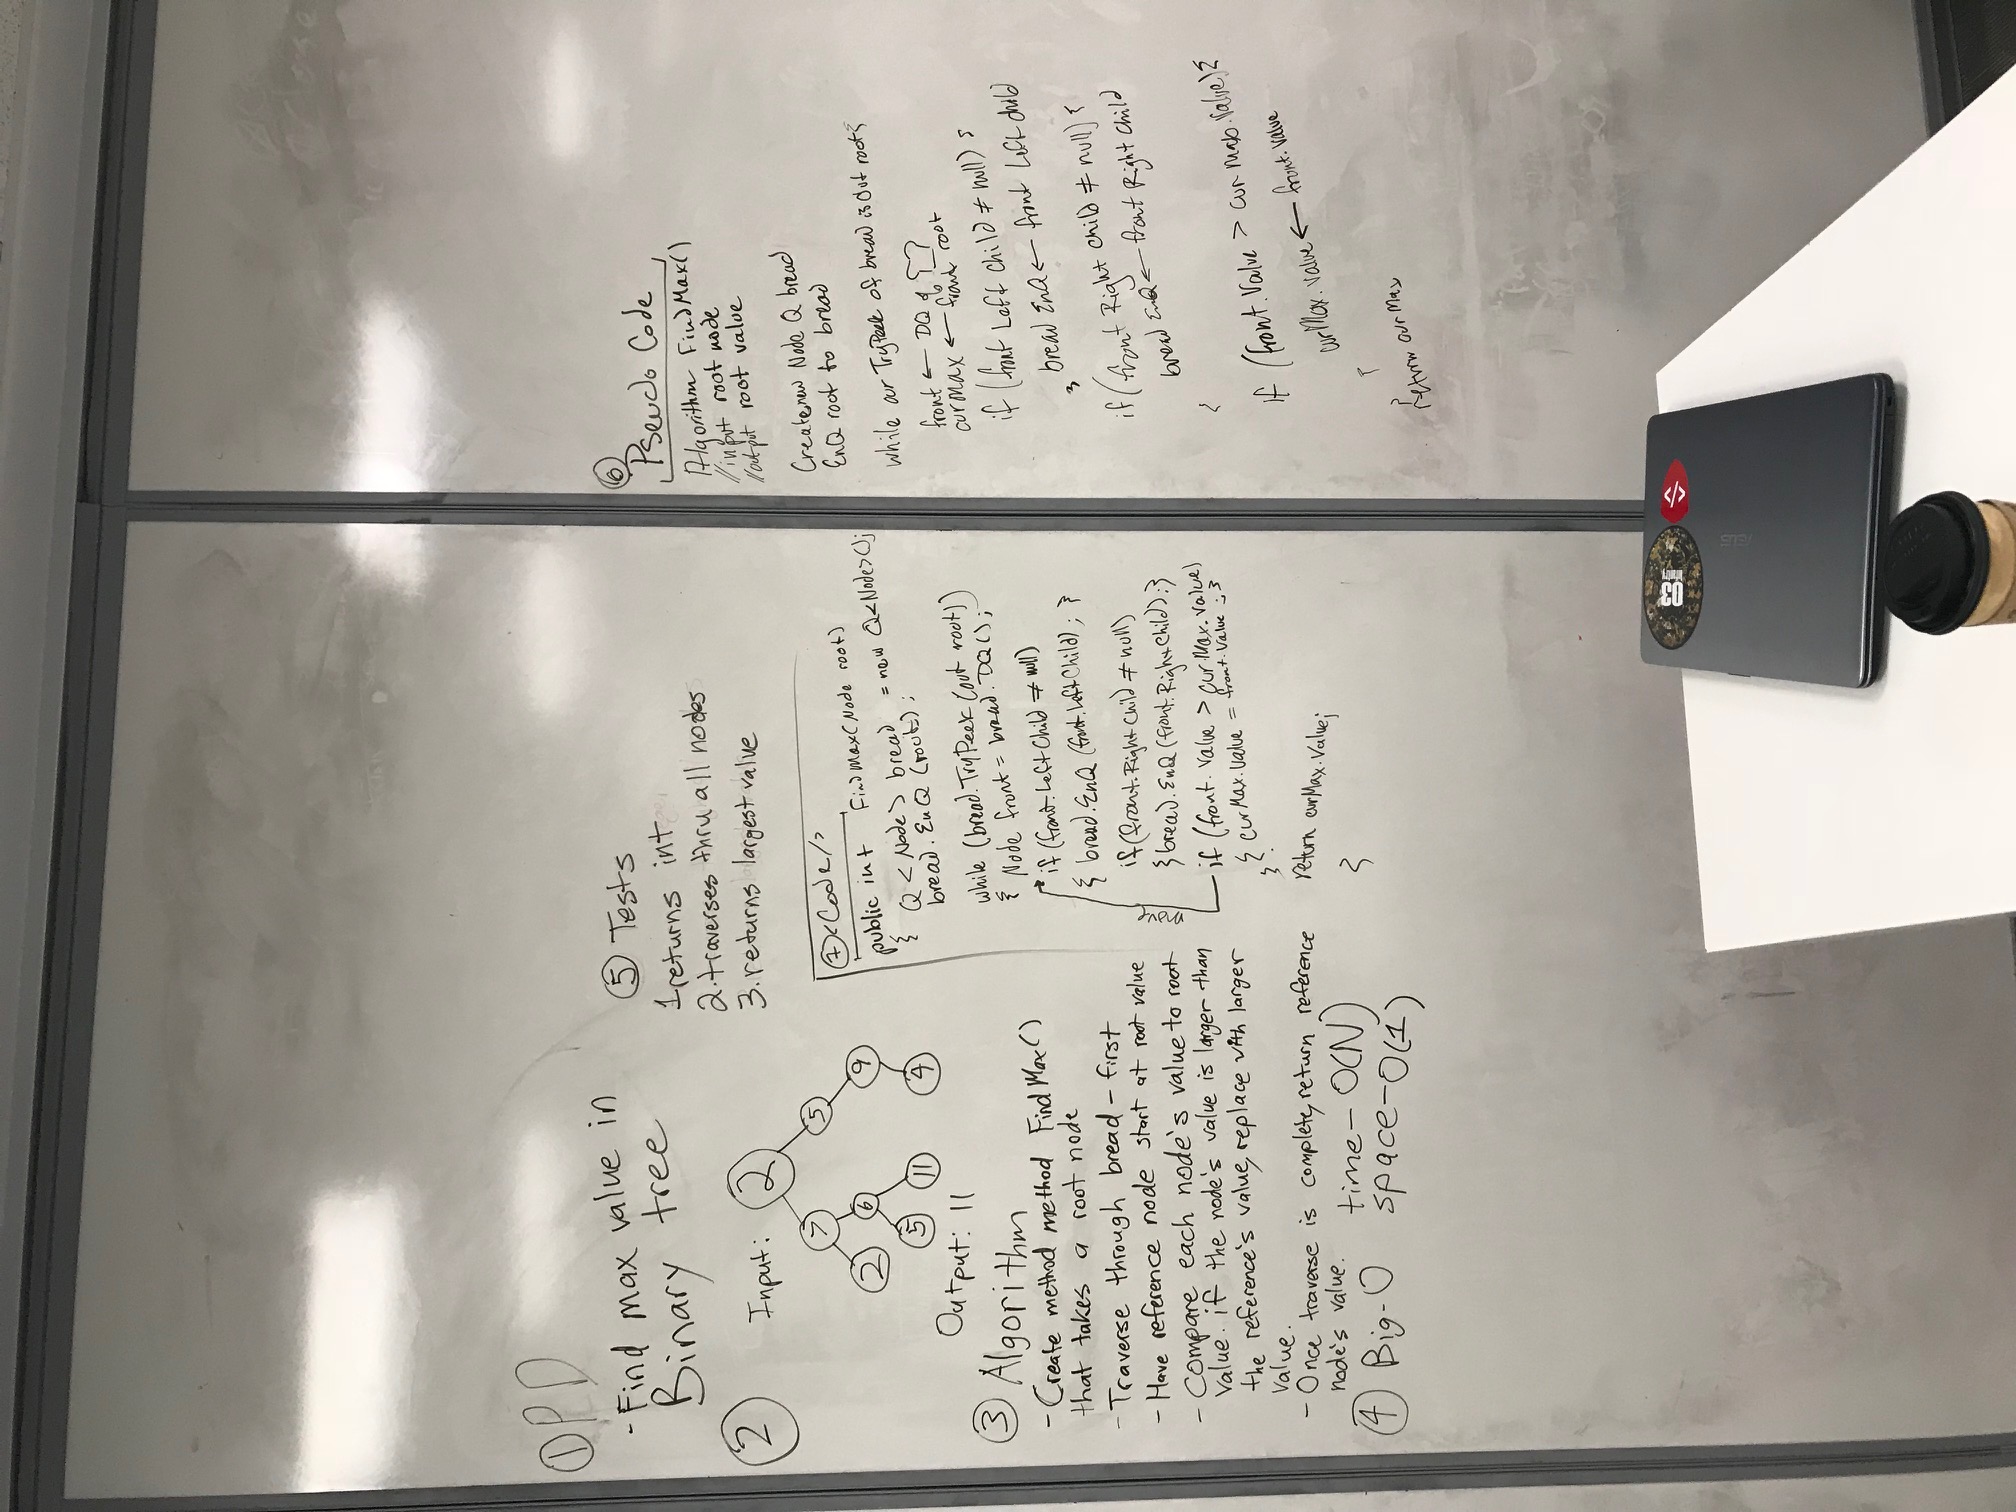 ① PD
- Find max value in
Binary tree
②
Input: 2
7 5
2 6 9
5 11 4
Output: 11
③ Algorithm
- Create method method FindMax()
that takes a root node
- Traverse through bread-first
- Have reference node start at root value
- Compare each node's value to root
value. if the node's value is larger than
the reference's value, replace with larger
value.
- Once traverse is complete, return reference
node's value.
④ Big-O time- O(N)
space- O(1)
⑤ Tests
1 returns int
2. traverses thru all nodes
3. returns largest value
⑦ <Code/>
public int FindMax(Node root)
{ Q <Node> bread = new Q<Node>();
bread.EnQ (root);
while (bread.TryPeek (out root))
{ Node front = bread.DQ();
if (front.LeftChild ≠ null)
{ bread.EnQ (front.LeftChild); }
if(front.RightChild ≠ null)
{ bread.EnQ (front.RightChild); }
move
if (front.Value > curMax.value)
{ curMax.Value = front.Value ; }
}
return curMax.Value;
}
⑥
Pseudo Code
Algorithm FindMax()
//input root node
//output root value
Create new Node Q bread
EnQ root to bread
while our TryPeek of bread is out root {
front ← DQ of
curMax ← front root
if (front Left Child ≠ null) {
bread EnQ ← front Left child
}
if (front Right child ≠ null) {
bread EnQ ← front Right Child
}
if (front.Value > cur Max.Value) {
curMax.Value ← front.Value
}
}
return curMax
03
ASUS